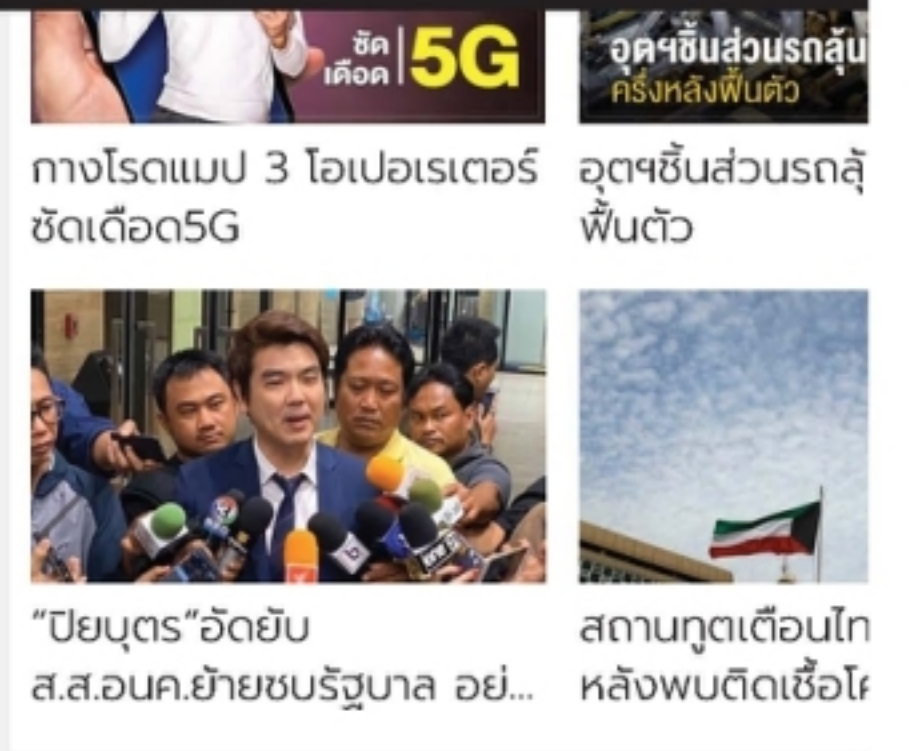 ซัด
เดือด
5G
อุตฯชิ้นส่วนรถลุ้น
ครึ่งหลังฟื้นตัว
กางโรดแมป 3 โอเปอเรเตอร์
ซัดเดือด5G
อุตฯชิ้นส่วนรถลุ้
ฟื้นตัว
“ปิยบุตร“อัดยับ
ส.ส.อนค.ย้ายซบรัฐบาล อย่...
สถานทูตเตือนไท
หลังพบติดเชื้อโค